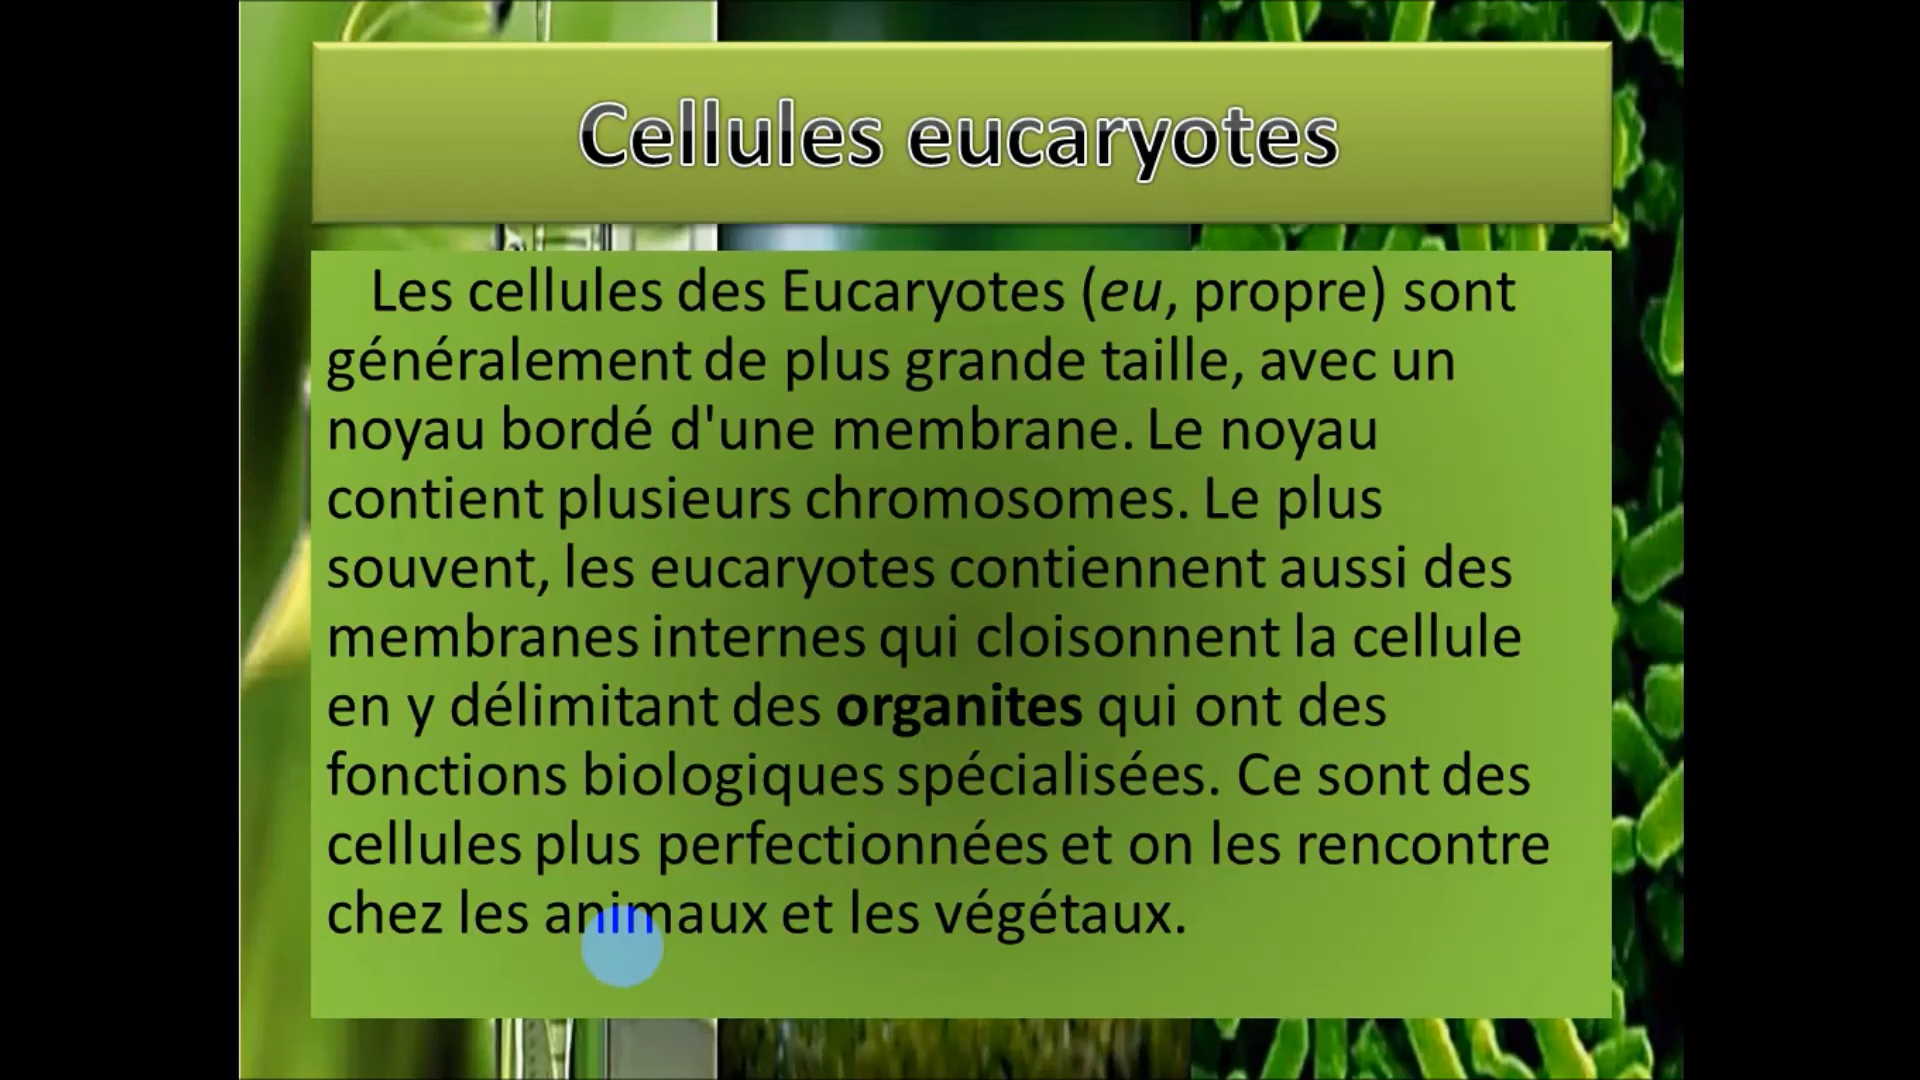 Cellules eucaryotes
Les cellules des Eucaryotes (eu, propre) sont
généralement de plus grande taille, avec un
noyau bordé d'une membrane. Le noyau
contient plusieurs chromosomes. Le plus
souvent, les eucaryotes contiennent aussi des
membranes internes qui cloisonnent la cellule
en y délimitant des organites qui ont des
fonctions biologiques spécialisées. Ce sont des
cellules plus perfectionnées et on les rencontre
chez les animaux et les végétaux.